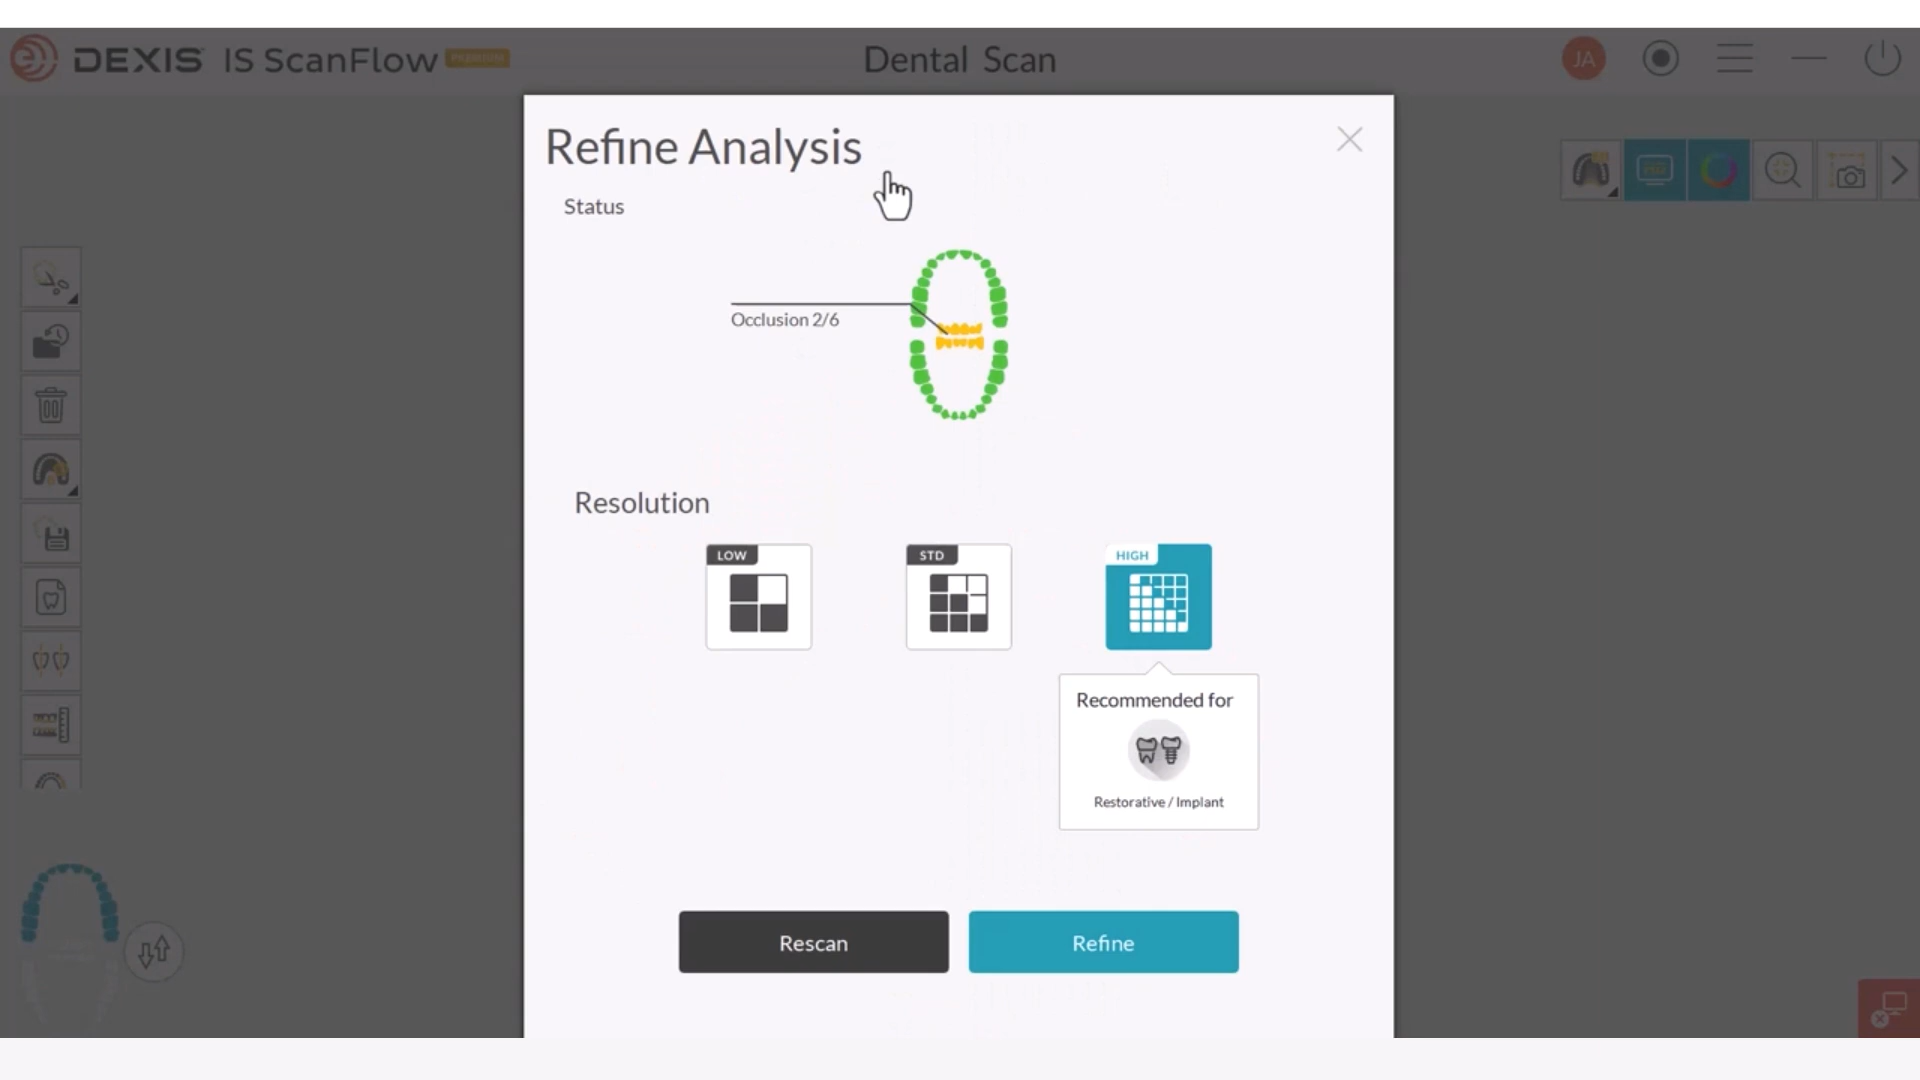 DEXIS IS ScanFlow PREMIUM
Dental Scan
JA
Refine Analysis
Status
Occlusion 2/6
Resolution
LOW
STD
HIGH
Recommended for
Restorative / Implant
Rescan
Refine